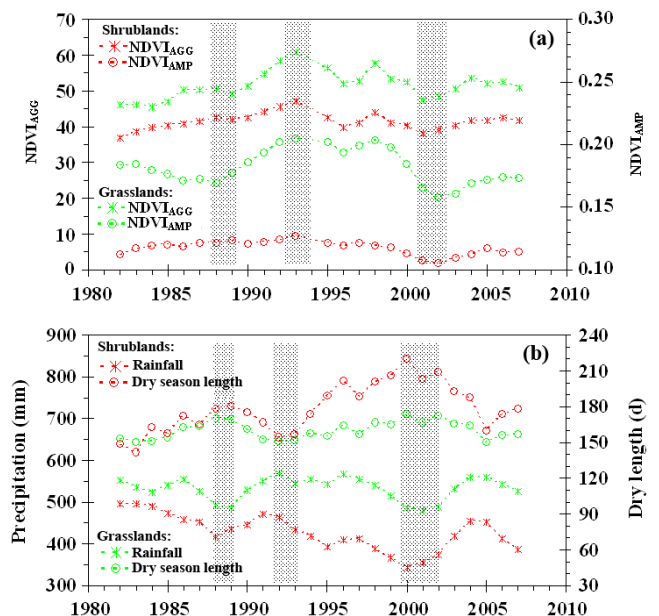 (a)
Shrublands:
NDVIAGG
NDVIAMP
Grasslands:
NDVIAGG
NDVIAMP
NDVIAGG
70
60
50
40
30
20
10
0
NDVIAMP
0.30
0.25
0.20
0.15
0.10
1980 1985 1990 1995 2000 2005 2010
(b)
Shrublands:
Rainfall
Dry season length
Grasslands:
Rainfall
Dry season length
Precipitation (mm)
900
800
700
600
500
400
300
Dry length (d)
240
210
180
150
120
90
60
30
1980 1985 1990 1995 2000 2005 2010